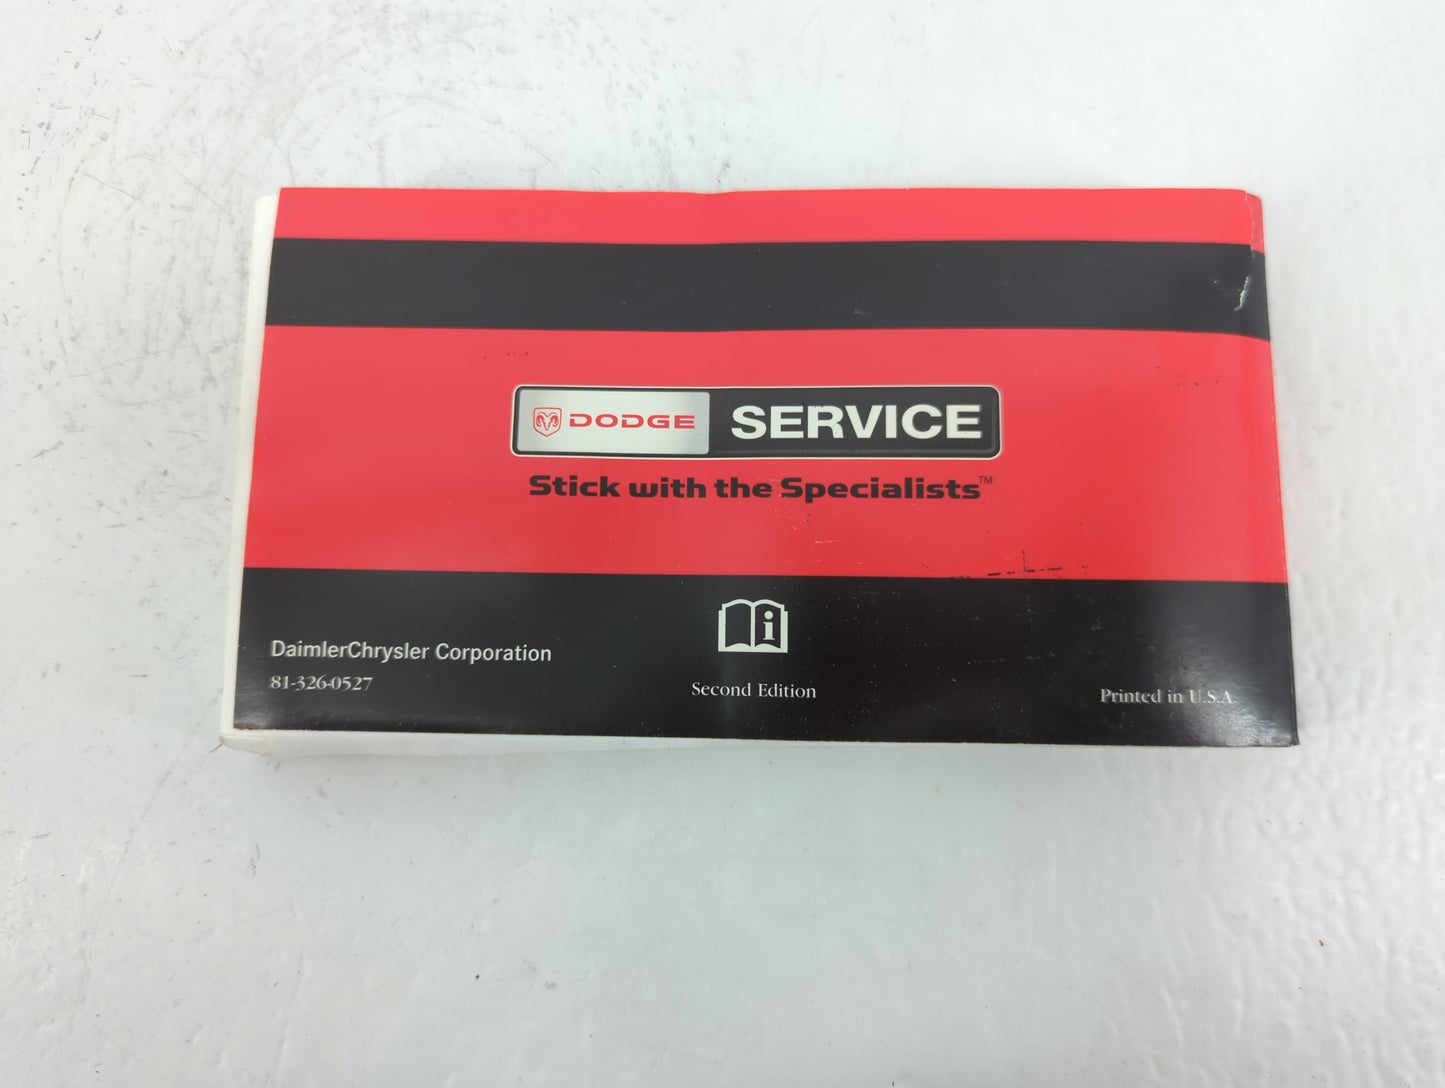 DODGE SERVICE
Stick with the Specialists™
i
DaimlerChrysler Corporation
81-326-0527
Second Edition
Printed in U.S.A.